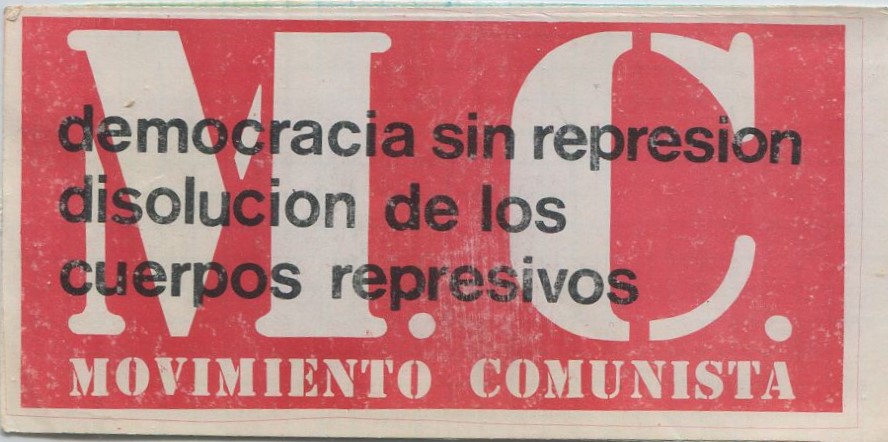 M.C.
democracia sin represion
disolucion de los
cuerpos represivos
MOVIMIENTO COMUNISTA